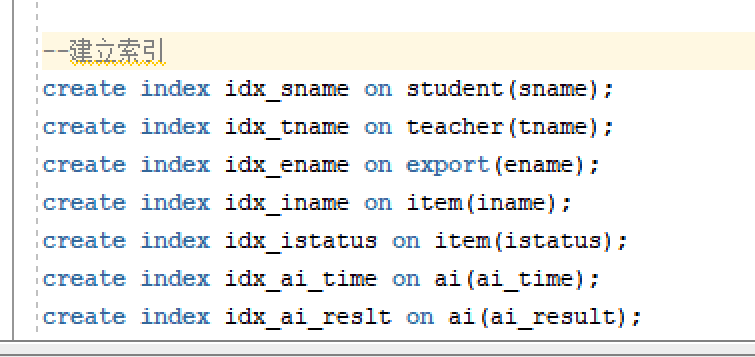 --建立索引
create index idx_sname on student(sname);
create index idx_tname on teacher(tname);
create index idx_ename on export(ename);
create index idx_iname on item(iname);
create index idx_istatus on item(istatus);
create index idx_ai_time on ai(ai_time);
create index idx_ai_reslt on ai(ai_result);